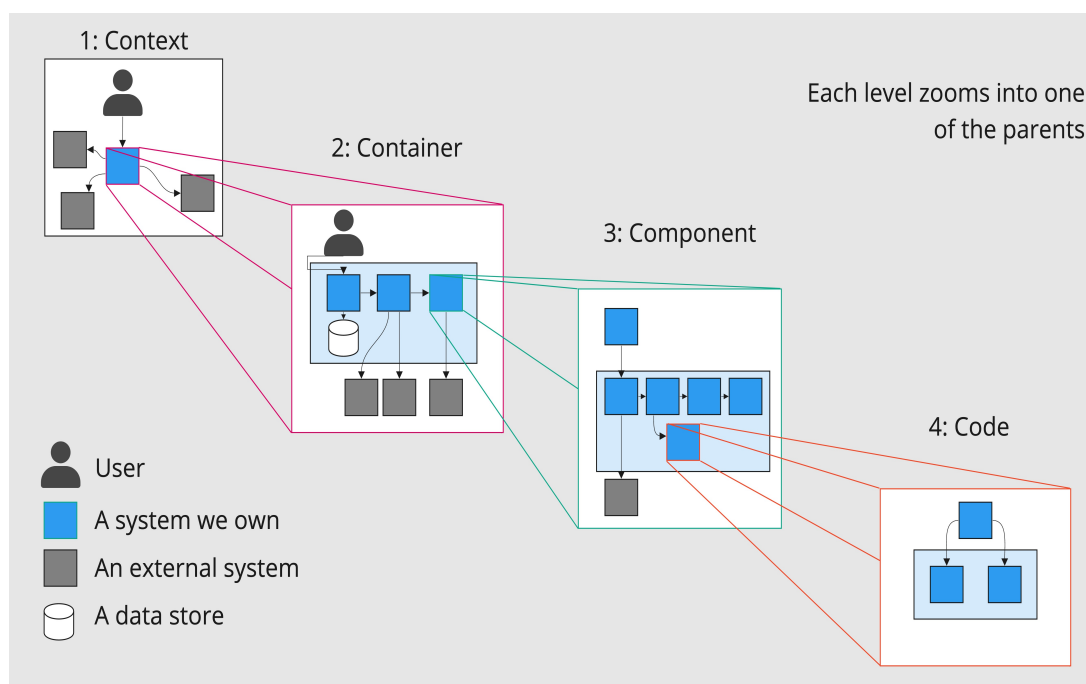 1: Context
Each level zooms into one
of the parents
2: Container
3: Component
4: Code
User
A system we own
An external system
A data store